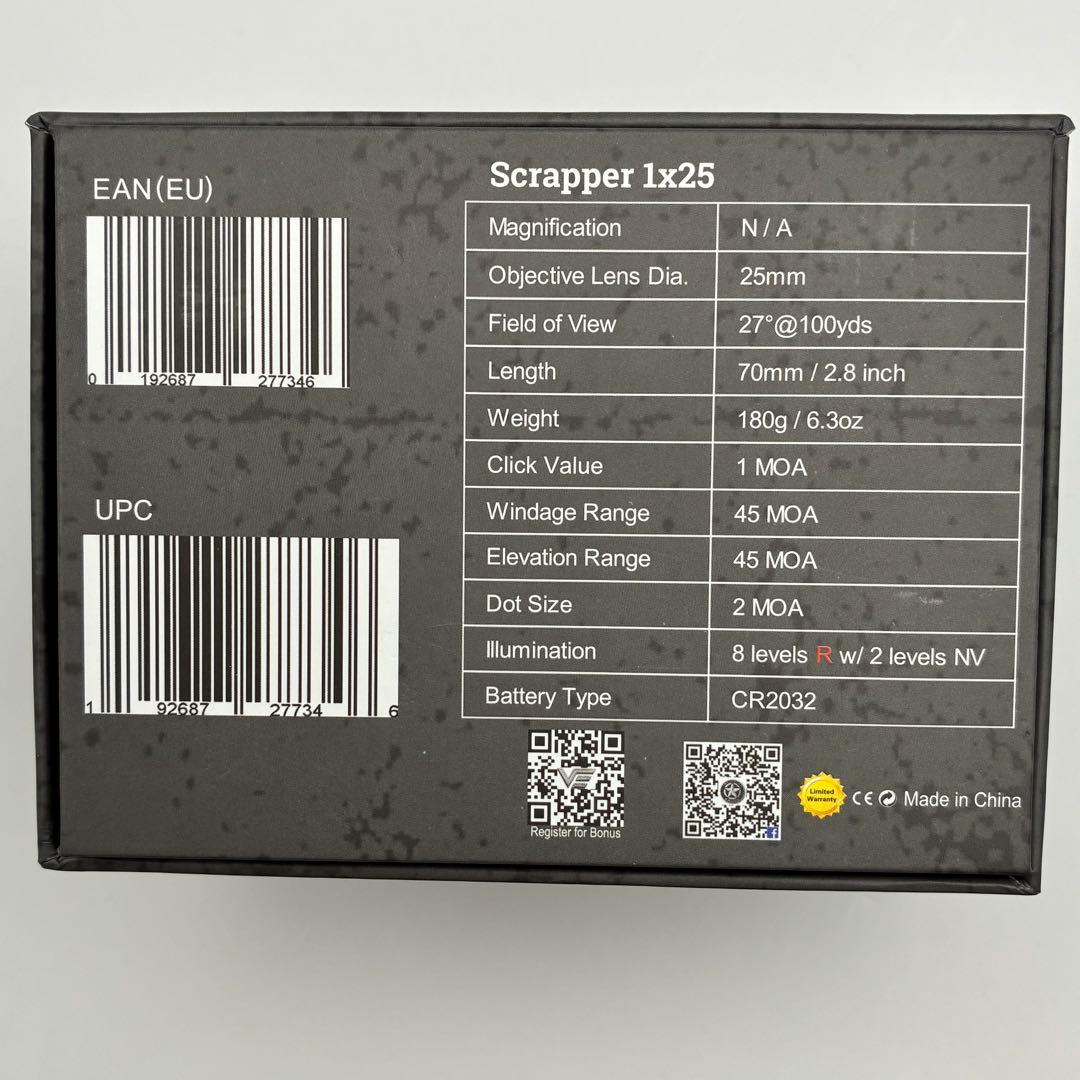 EAN(EU)
0 192687 277346
UPC
1 92687 27734 6
Scrapper 1x25
Magnification N / A
Objective Lens Dia. 25mm
Field of View 27°@100yds
Length 70mm / 2.8 inch
Weight 180g / 6.3oz
Click Value 1 MOA
Windage Range 45 MOA
Elevation Range 45 MOA
Dot Size 2 MOA
Illumination 8 levels R w/ 2 levels NV
Battery Type CR2032
Register for Bonus
Limited
Warranty
CE Made in China